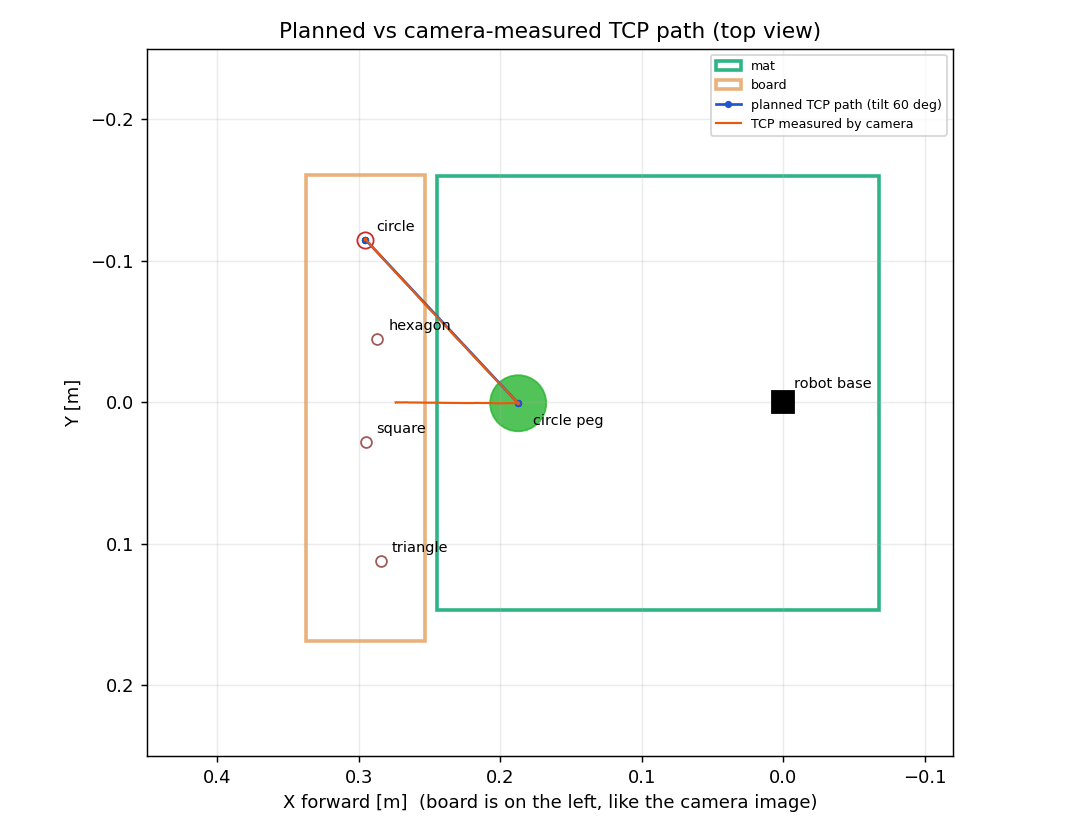 Planned vs camera-measured TCP path (top view)
mat
board
planned TCP path (tilt 60 deg)
TCP measured by camera
−0.2
−0.1
0.0
0.1
0.2
Y [m]
circle
hexagon
robot base
circle peg
square
triangle
0.4
0.3
0.2
0.1
0.0
−0.1
X forward [m]  (board is on the left, like the camera image)